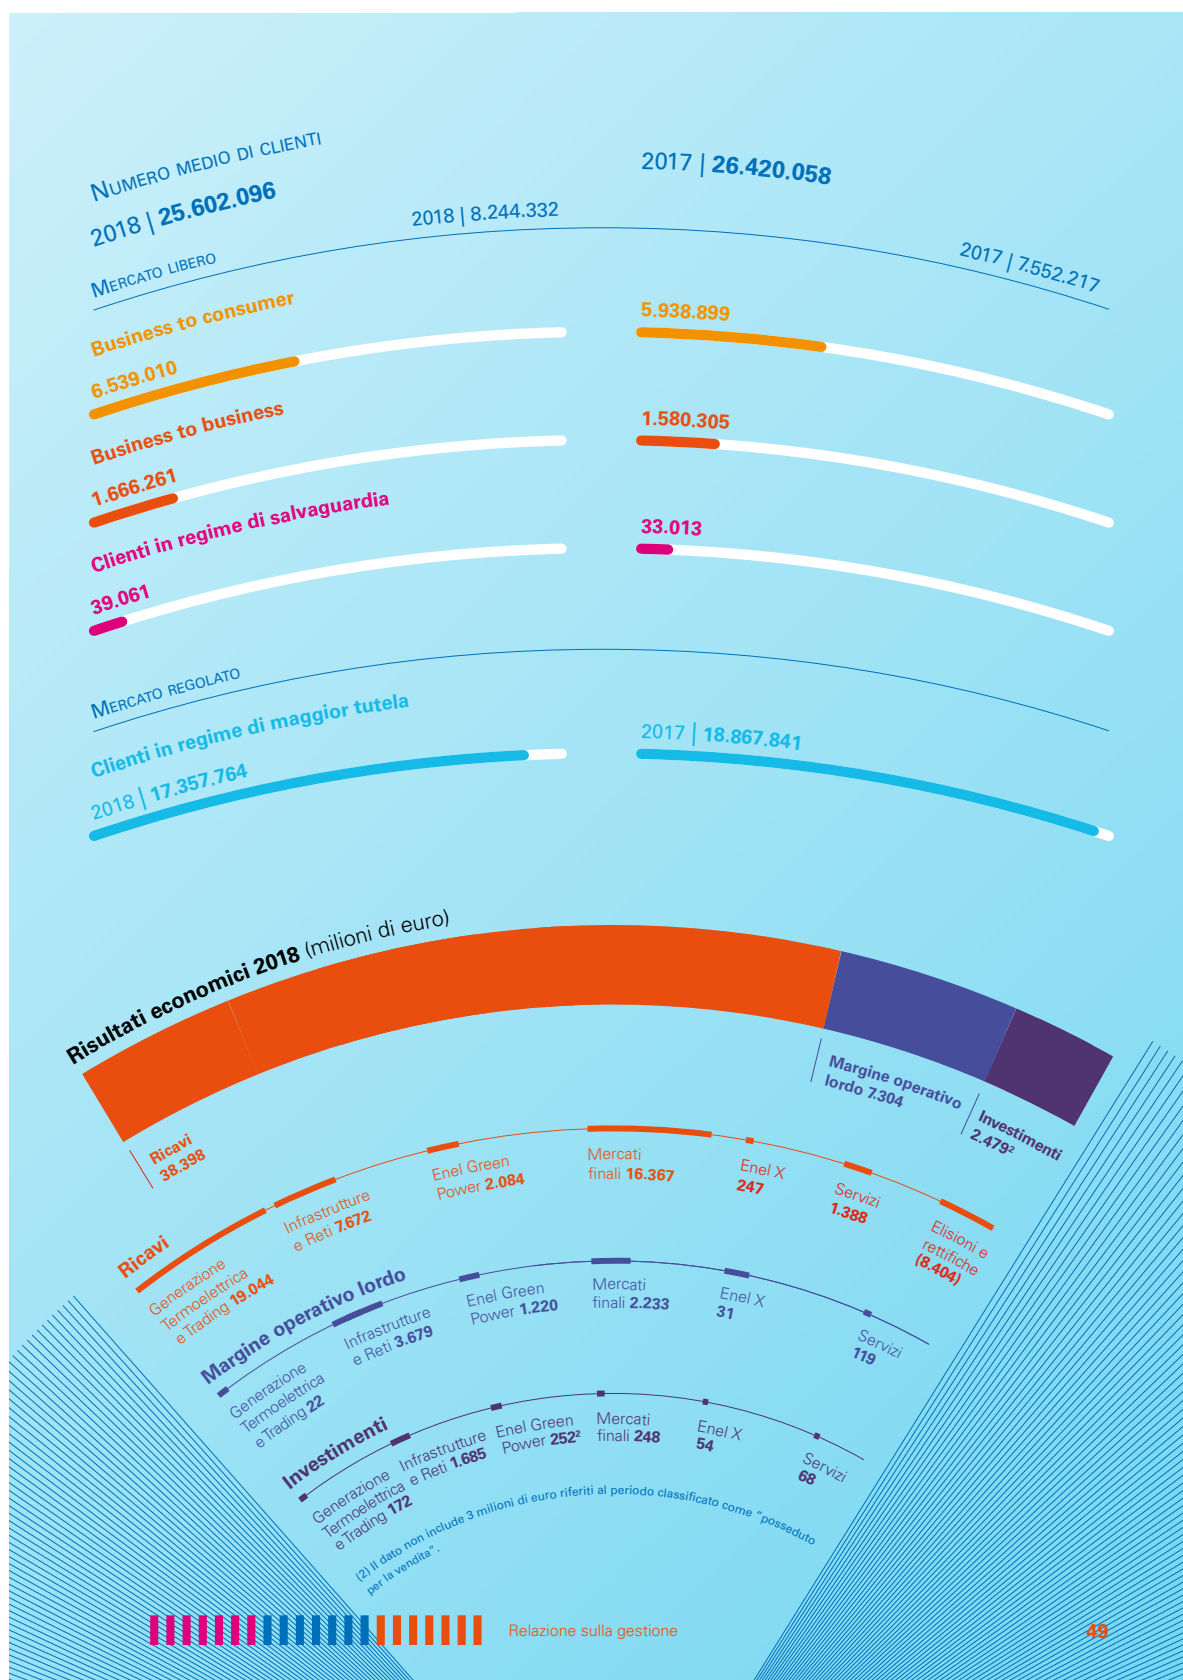 NUMERO MEDIO DI CLIENTI
2018 | 25.602.096
2017 | 26.420.058
MERCATO LIBERO
2018 | 8.244.332
2017 | 7.552.217
Business to consumer
6.539.010
5.938.899
Business to business
1.666.261
1.580.305
Clienti in regime di salvaguardia
39.061
33.013
MERCATO REGOLATO
Clienti in regime di maggior tutela
2018 | 17.357.764
2017 | 18.867.841
Risultati economici 2018 (milioni di euro)
Ricavi
38.398
Margine operativo
lordo 7.304
Investimenti
2.479²
Ricavi
Generazione
Termoelettrica
e Trading 19.044
Infrastrutture
e Reti 7.672
Enel Green
Power 2.084
Mercati
finali 16.367
Enel X
247
Servizi
1.388
Elisioni e
rettifiche
(8.404)
Margine operativo lordo
Generazione
Termoelettrica
e Trading 22
Infrastrutture
e Reti 3.679
Enel Green
Power 1.220
Mercati
finali 2.233
Enel X
31
Servizi
119
Investimenti
Generazione
Termoelettrica
e Trading 172
Infrastrutture
e Reti 1.685
Enel Green
Power 252²
Mercati
finali 248
Enel X
54
Servizi
68
(2) Il dato non include 3 milioni di euro riferiti al periodo classificato come "posseduto
per la vendita".
Relazione sulla gestione
49